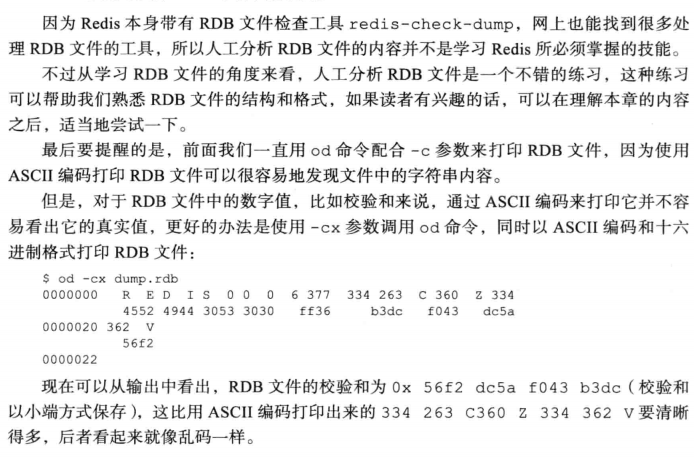 因为 Redis 本身带有 RDB 文件检查工具 redis-check-dump，网上也能找到很多处
理 RDB 文件的工具，所以人工分析 RDB 文件的内容并不是学习 Redis 所必须掌握的技能。
不过从学习 RDB 文件的角度来看，人工分析 RDB 文件是一个不错的练习，这种练习
可以帮助我们熟悉 RDB 文件的结构和格式，如果读者有兴趣的话，可以在理解本章的内容
之后，适当地尝试一下。
最后要提醒的是，前面我们一直用 od 命令配合 -c 参数来打印 RDB 文件，因为使用
ASCII 编码打印 RDB 文件可以很容易地发现文件中的字符串内容。
但是，对于 RDB 文件中的数字值，比如校验和来说，通过 ASCII 编码来打印它并不容
易看出它的真实值，更好的办法是使用 -cx 参数调用 od 命令，同时以 ASCII 编码和十六
进制格式打印 RDB 文件：
$ od -cx dump.rdb
0000000 R E D I S 0 0 0 6 377 334 263 C 360 Z 334
4552 4944 3053 3030 ff36 b3dc f043 dc5a
0000020 362 V
56f2
0000022
现在可以从输出中看出，RDB 文件的校验和为 0x 56f2 dc5a f043 b3dc（校验和
以小端方式保存），这比用 ASCII 编码打印出来的 334 263 C360 Z 334 362 V 要清晰
得多，后者看起来就像乱码一样。